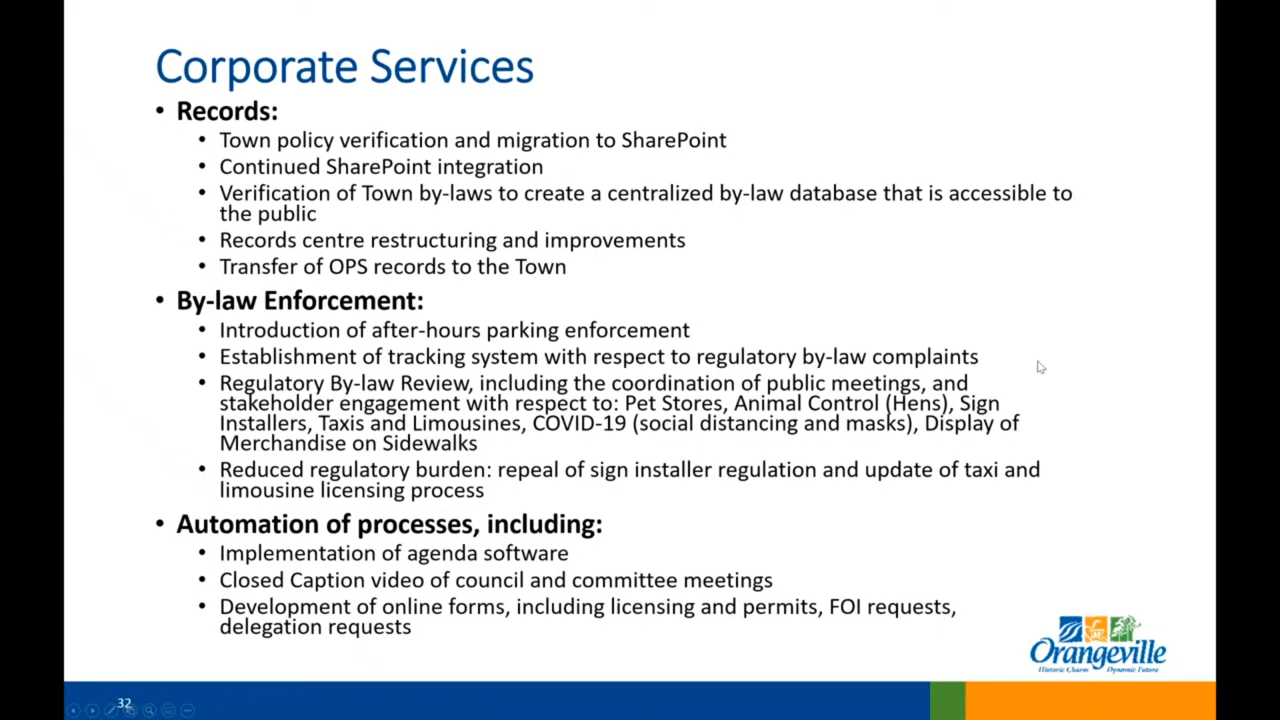 Corporate Services
• Records:
• Town policy verification and migration to SharePoint
• Continued SharePoint integration
• Verification of Town by-laws to create a centralized by-law database that is accessible to
the public
• Records centre restructuring and improvements
• Transfer of OPS records to the Town
• By-law Enforcement:
• Introduction of after-hours parking enforcement
• Establishment of tracking system with respect to regulatory by-law complaints
• Regulatory By-law Review, including the coordination of public meetings, and
stakeholder engagement with respect to: Pet Stores, Animal Control (Hens), Sign
Installers, Taxis and Limousines, COVID-19 (social distancing and masks), Display of
Merchandise on Sidewalks
• Reduced regulatory burden: repeal of sign installer regulation and update of taxi and
limousine licensing process
• Automation of processes, including:
• Implementation of agenda software
• Closed Caption video of council and committee meetings
• Development of online forms, including licensing and permits, FOI requests,
delegation requests
Orangeville
Historic Charm Dynamic Future
32